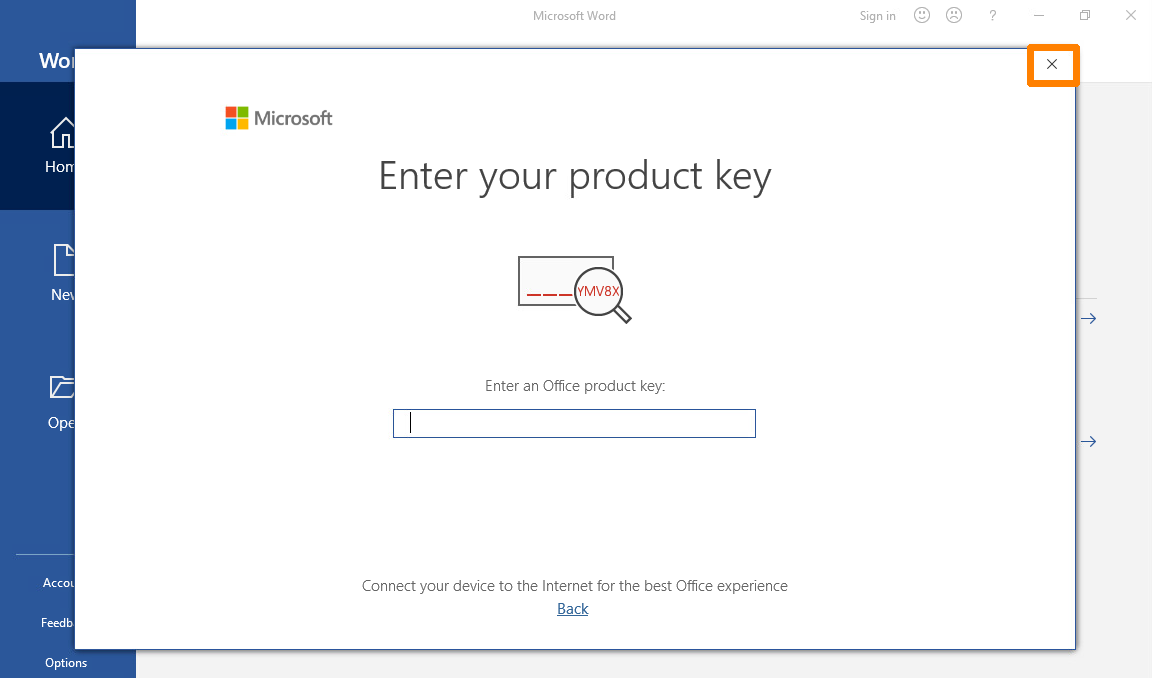 Microsoft Word
Sign in
?
Wo
Microsoft
Enter your product key
YMV8X
Hom
New
Enter an Office product key:
Ope
Accou
Connect your device to the Internet for the best Office experience
Back
Feedb
Options